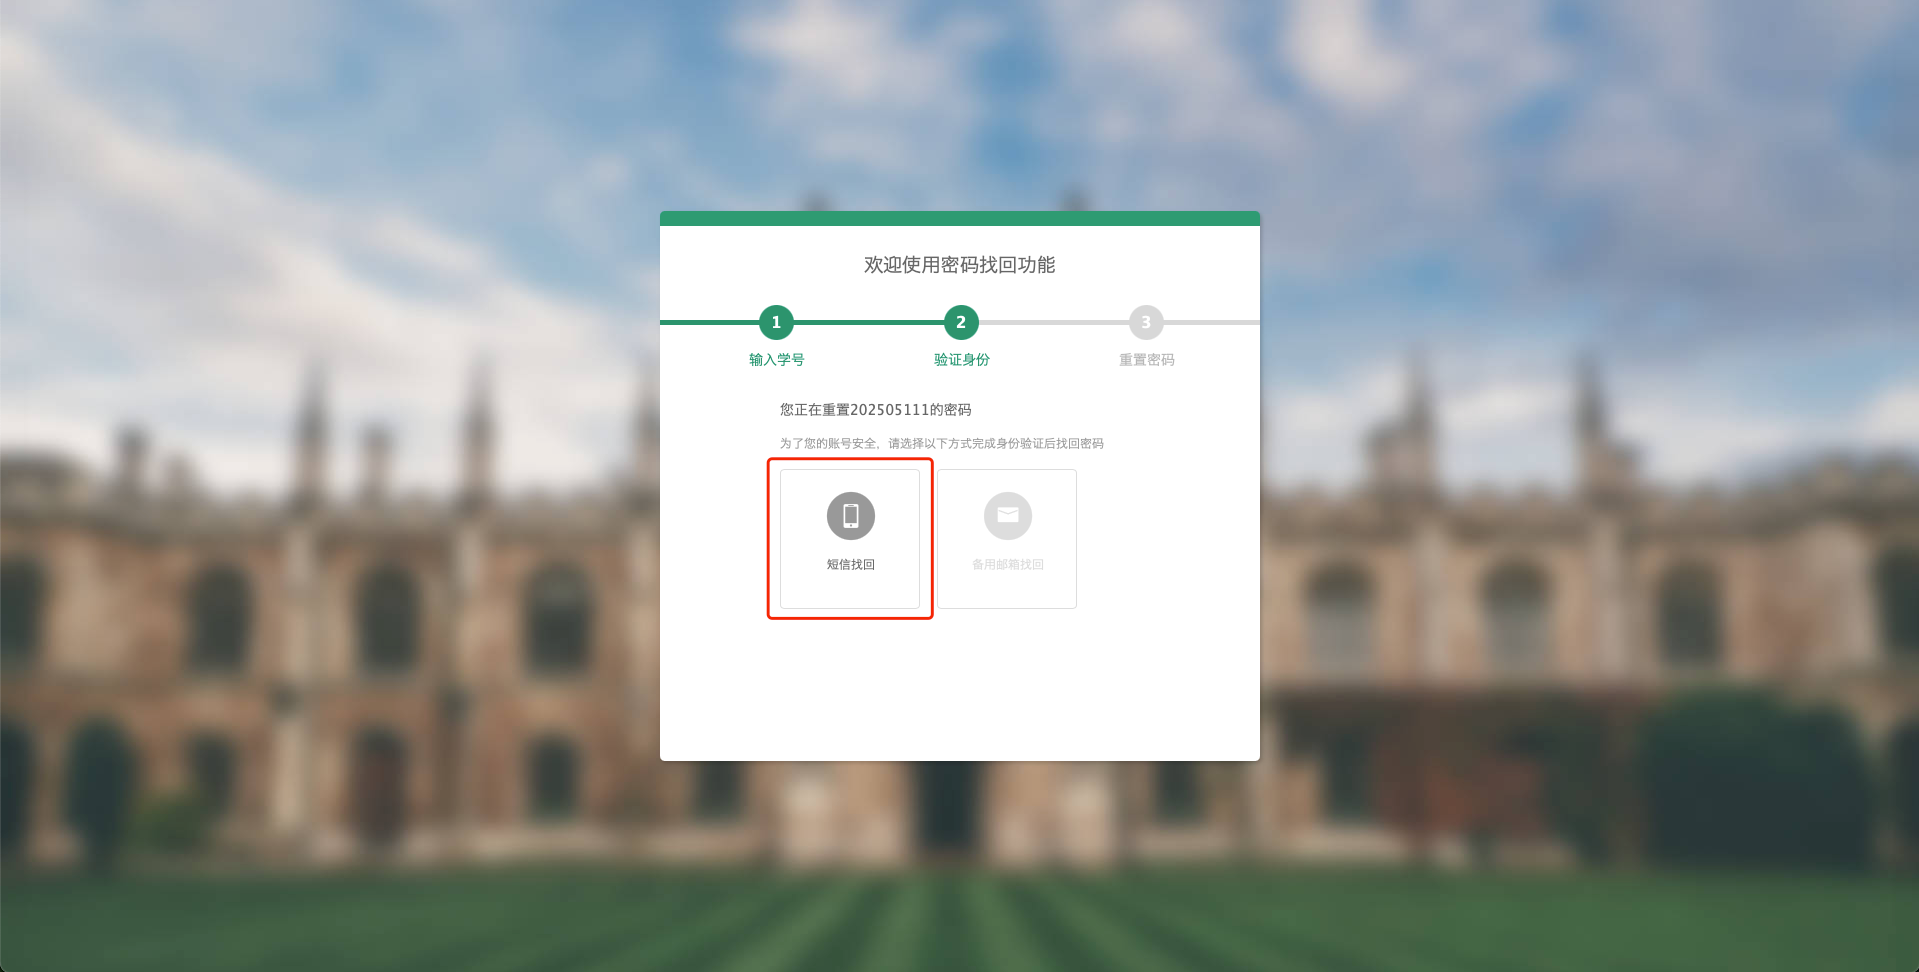 欢迎使用密码找回功能
1 2 3
输入学号 验证身份 重置密码
您正在重置202505111的密码
为了您的账号安全，请选择以下方式完成身份验证后找回密码
短信找回 备用邮箱找回